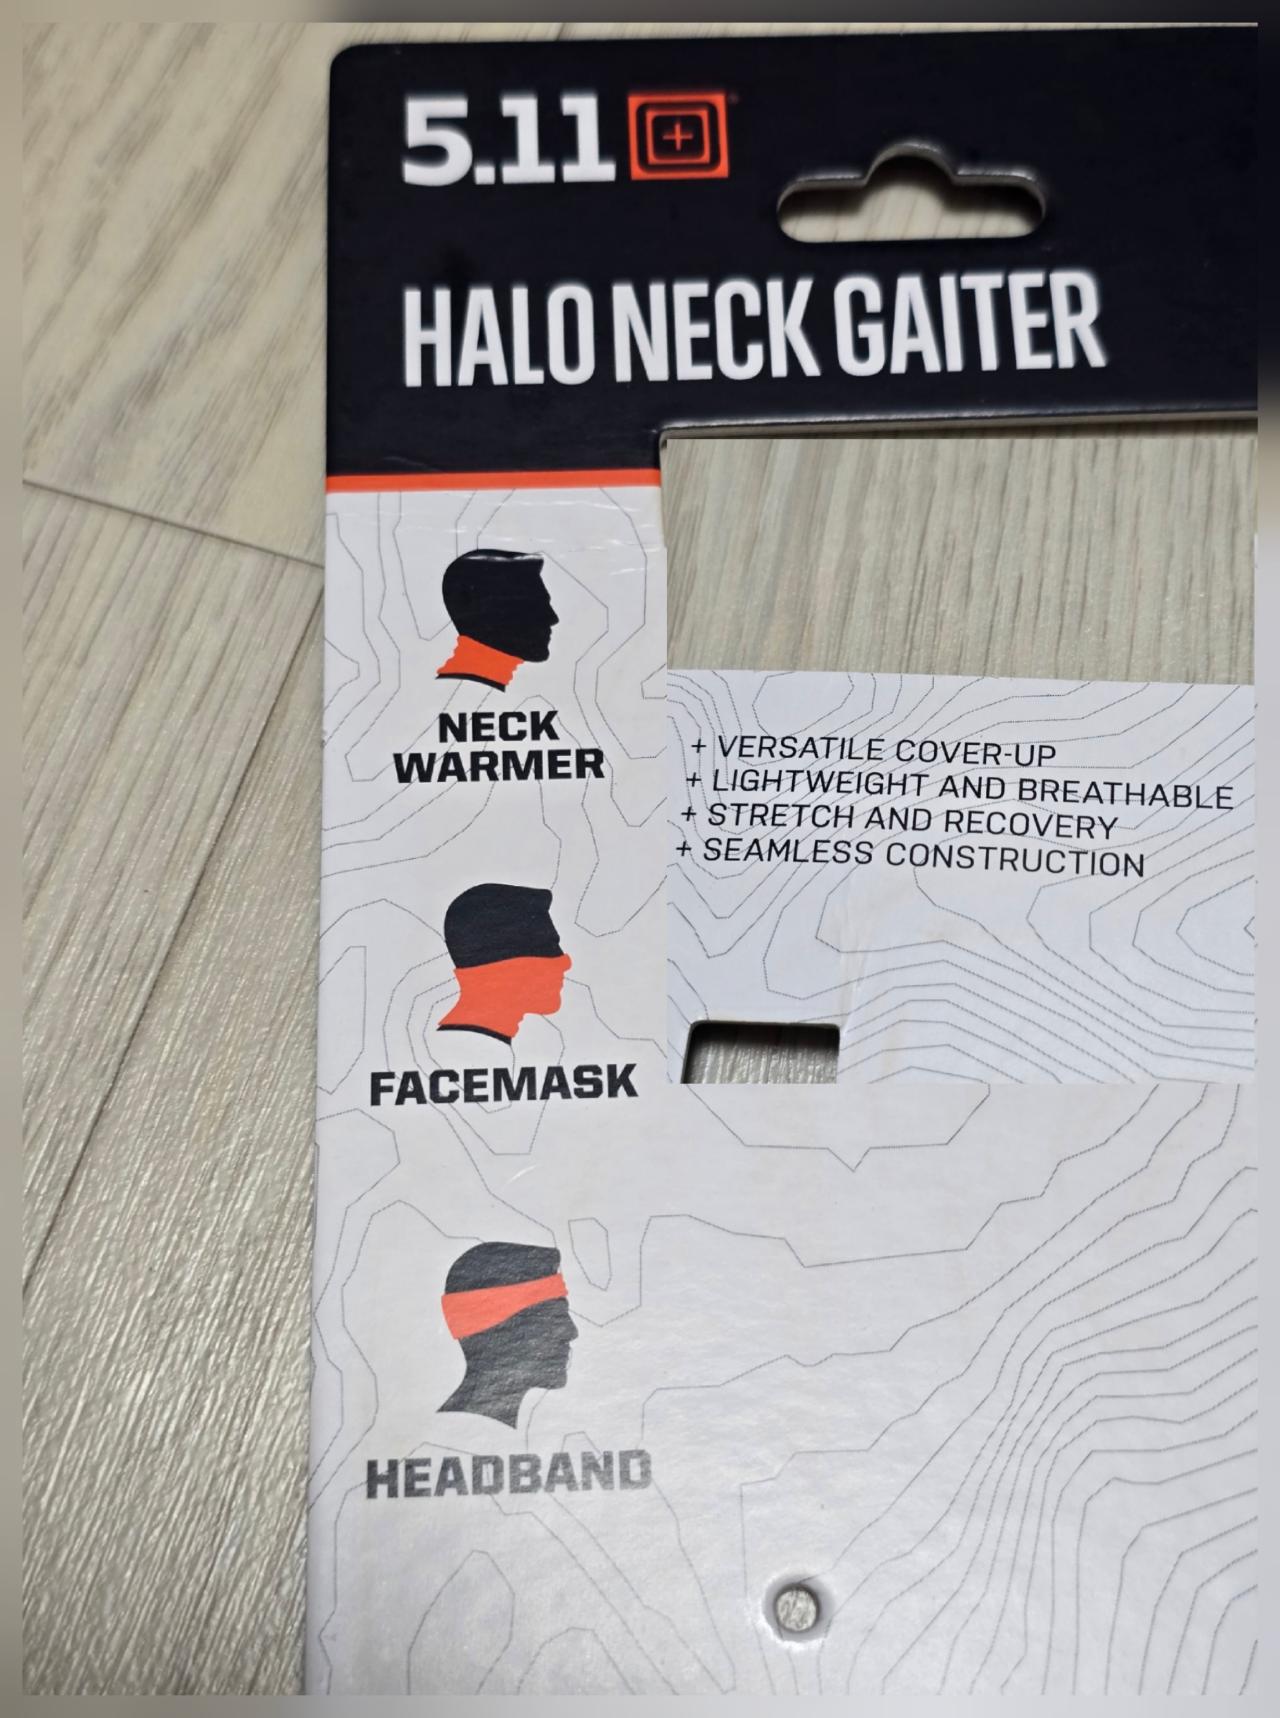 5.11
HALO NECK GAITER
NECK
WARMER
+ VERSATILE COVER-UP
+ LIGHTWEIGHT AND BREATHABLE
+ STRETCH AND RECOVERY
+ SEAMLESS CONSTRUCTION
FACEMASK
HEADBAND